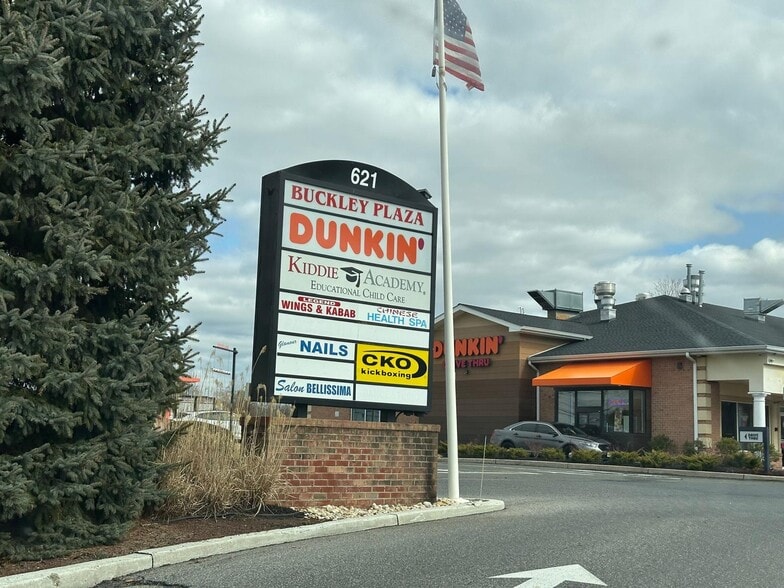 621
BUCKLEY PLAZA
DUNKIN'
KIDDIE ACADEMY
EDUCATIONAL CHILD CARE
LEGEND
WINGS & KABAB
CHINESE
HEALTH SPA
Glamour
NAILS
CKO
kickboxing
Salon BELLISSIMA
DUNKIN'
DRIVE THRU